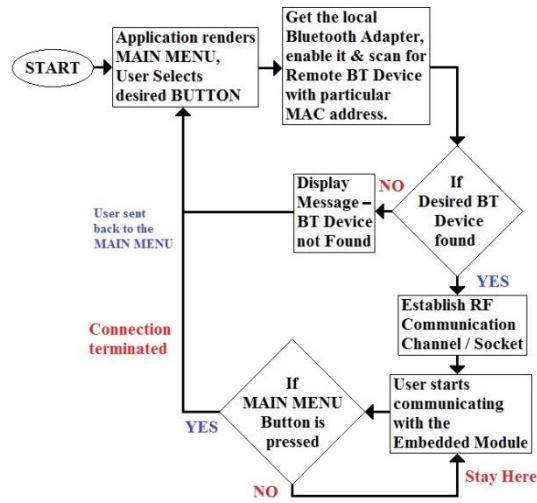 START
Application renders
MAIN MENU,
User Selects
desired BUTTON
Get the local
Bluetooth Adapter,
enable it & scan for
Remote BT Device
with particular
MAC address.
If
Desired BT
Device
found
NO
Display
Message –
BT Device
not Found
User sent
back to the
MAIN MENU
YES
Establish RF
Communication
Channel / Socket
User starts
communicating
with the
Embedded Module
If
MAIN MENU
Button is
pressed
YES
Connection
terminated
NO
Stay Here